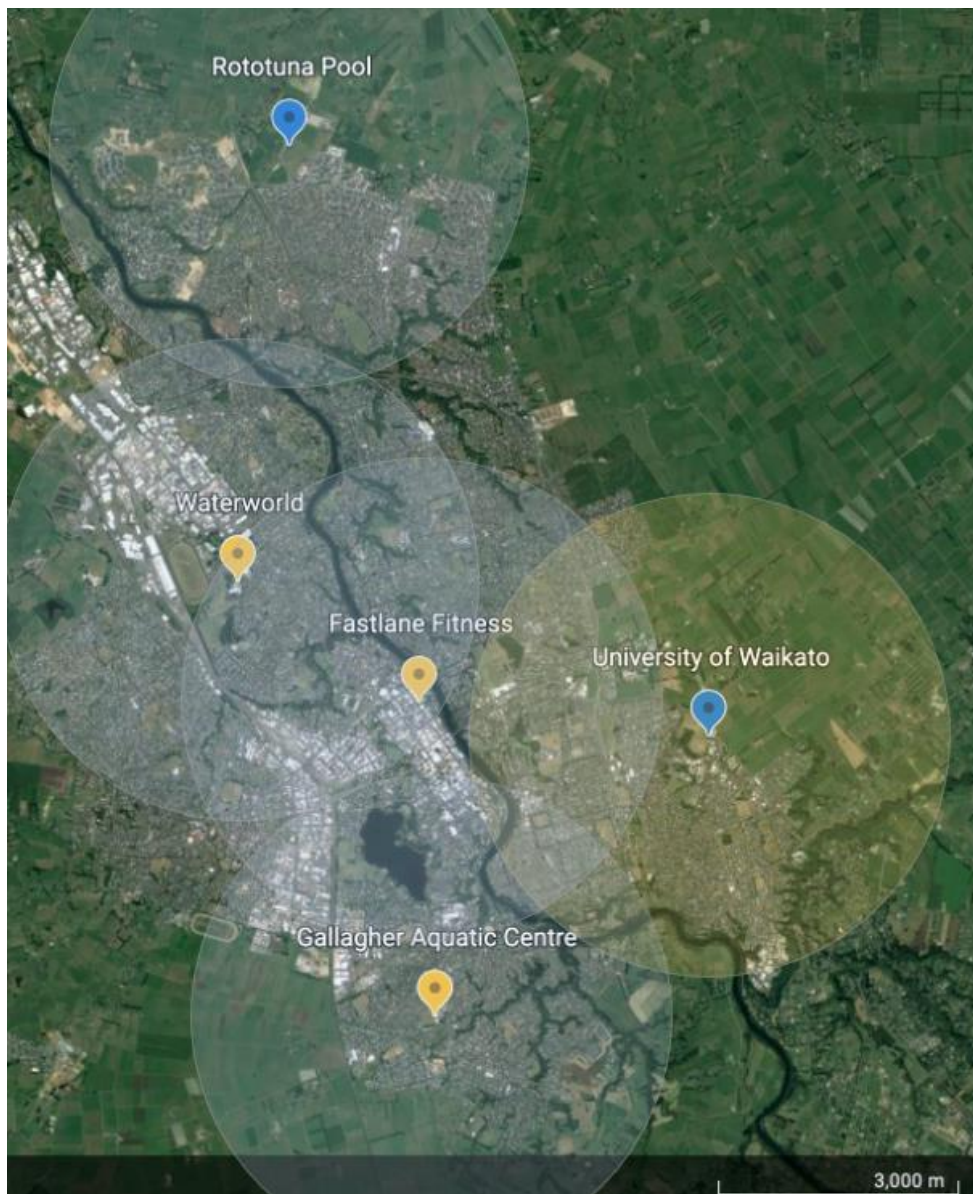 Rototuna Pool
Waterworld
Fastlane Fitness
University of Waikato
Gallagher Aquatic Centre
3,000 m